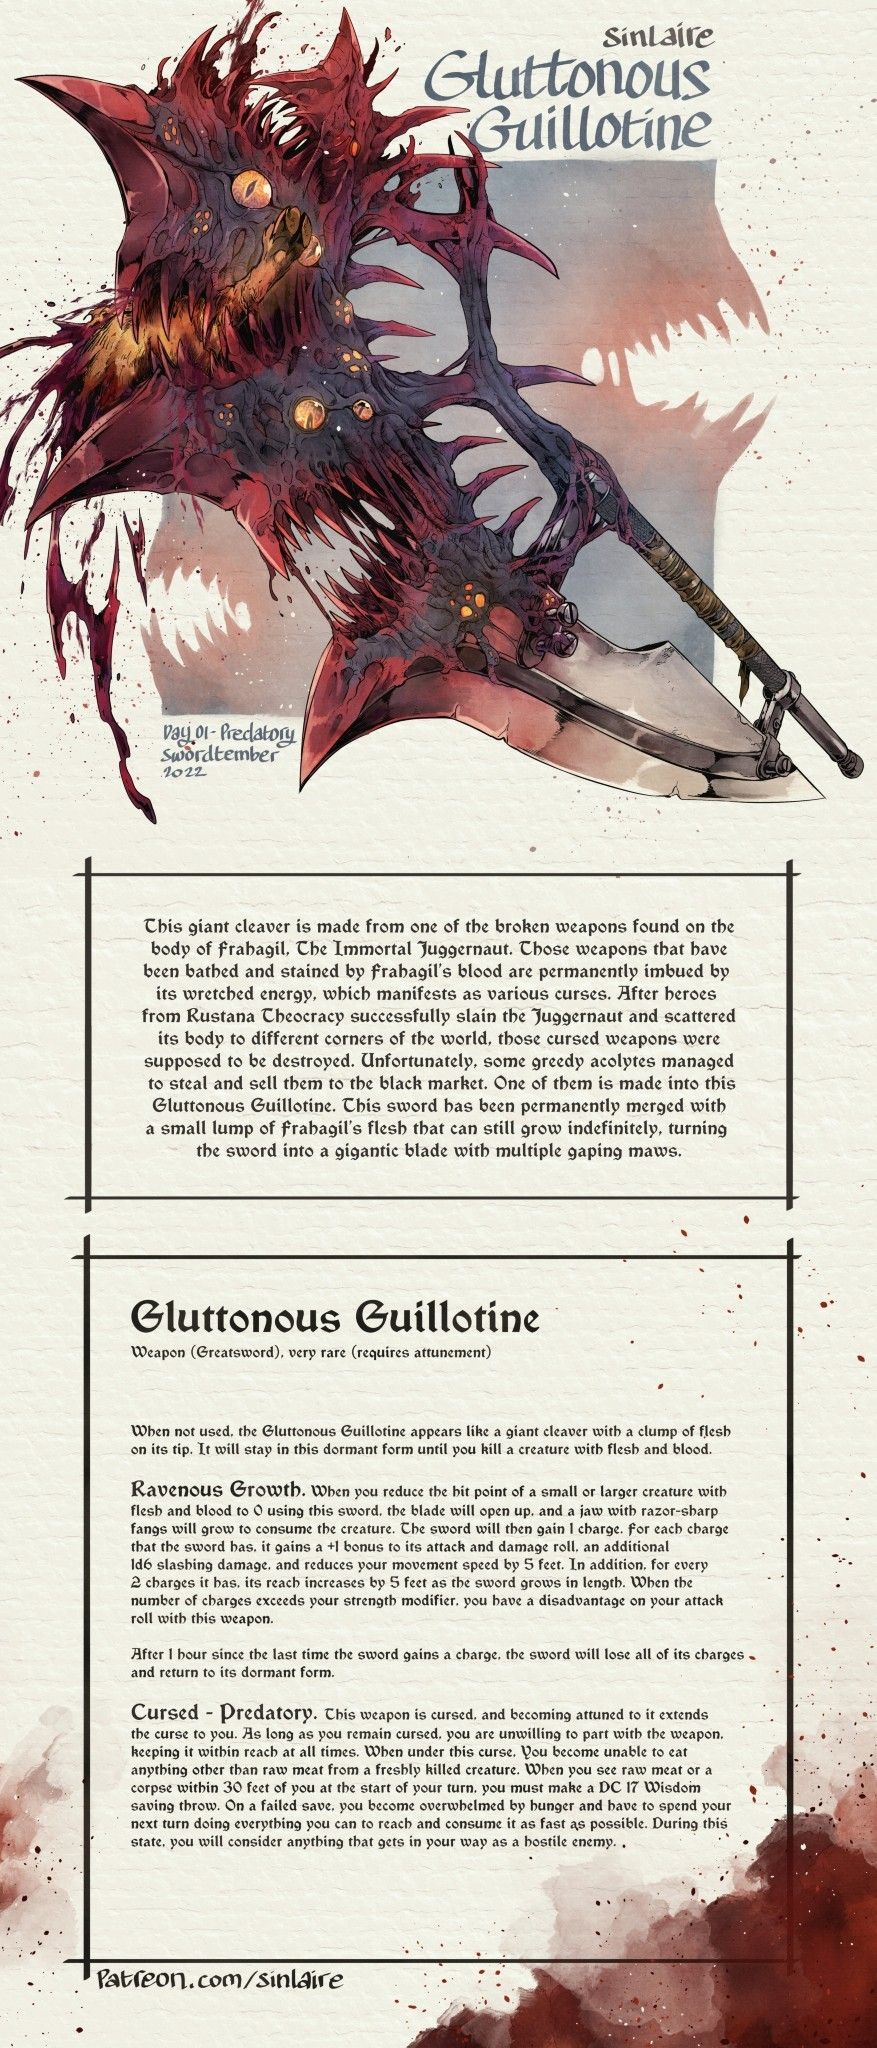 sinlaire
Gluttonous
Guillotine
Day 01 - Predatory
Swordtember
2022
This giant cleaver is made from one of the broken weapons found on the
body of Frahagil, The Immortal Juggernaut. Those weapons that have
been bathed and stained by Frahagil's blood are permanently imbued by
its wretched energy, which manifests as various curses. After heroes
from Rustana Theocracy successfully slain the Juggernaut and scattered
its body to different corners of the world, those cursed weapons were
supposed to be destroyed. Unfortunately, some greedy acolytes managed
to steal and sell them to the black market. One of them is made into this
Gluttonous Guillotine. This sword has been permanently merged with
a small lump of Frahagil's flesh that can still grow indefinitely, turning
the sword into a gigantic blade with multiple gaping maws.
Gluttonous Guillotine
Weapon (Greatsword), very rare (requires attunement)
When not used, the Gluttonous Guillotine appears like a giant cleaver with a clump of flesh
on its tip. It will stay in this dormant form until you kill a creature with flesh and blood.
Ravenous Growth. When you reduce the hit point of a small or larger creature with
flesh and blood to 0 using this sword, the blade will open up, and a jaw with razor-sharp
fangs will grow to consume the creature. The sword will then gain 1 charge. For each charge
that the sword has, it gains a +1 bonus to its attack and damage roll, an additional
1d6 slashing damage, and reduces your movement speed by 5 feet. In addition, for every
2 charges it has, its reach increases by 5 feet as the sword grows in length. When the
number of charges exceeds your strength modifier, you have a disadvantage on your attack
roll with this weapon.
After 1 hour since the last time the sword gains a charge, the sword will lose all of its charges
and return to its dormant form.
Cursed - Predatory. This weapon is cursed, and becoming attuned to it extends
the curse to you. As long as you remain cursed, you are unwilling to part with the weapon,
keeping it within reach at all times. When under this curse, You become unable to eat
anything other than raw meat from a freshly killed creature. When you see raw meat or a
corpse within 30 feet of you at the start of your turn, you must make a DC 17 Wisdom
saving throw. On a failed save, you become overwhelmed by hunger and have to spend your
next turn doing everything you can to reach and consume it as fast as possible. During this
state, you will consider anything that gets in your way as a hostile enemy.
Patreon.com/sinlaire